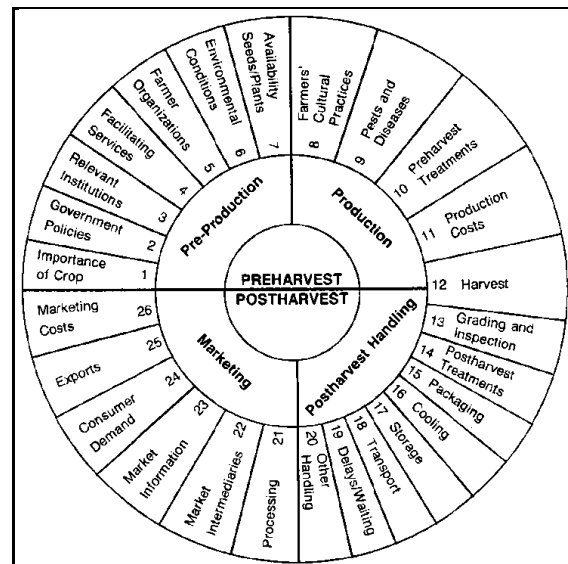 PREHARVEST
POSTHARVEST
Pre-Production
Production
Postharvest Handling
Marketing
1
Importance
of Crop
2
Government
Policies
3
Relevant
Institutions
4
Facilitating
Services
5
Farmer
Organizations
6
Environmental
Conditions
7
Availability
Seeds/Plants
8
Farmers'
Cultural
Practices
9
Pests and
Diseases
10
Preharvest
Treatments
11
Production
Costs
12
Harvest
13
Grading and
Inspection
14
Postharvest
Treatments
15
Packaging
16
Cooling
17
Storage
18
Transport
19
Delays/Waiting
20
Other
Handling
21
Processing
22
Market
Intermediaries
23
Market
Information
24
Consumer
Demand
25
Exports
26
Marketing
Costs